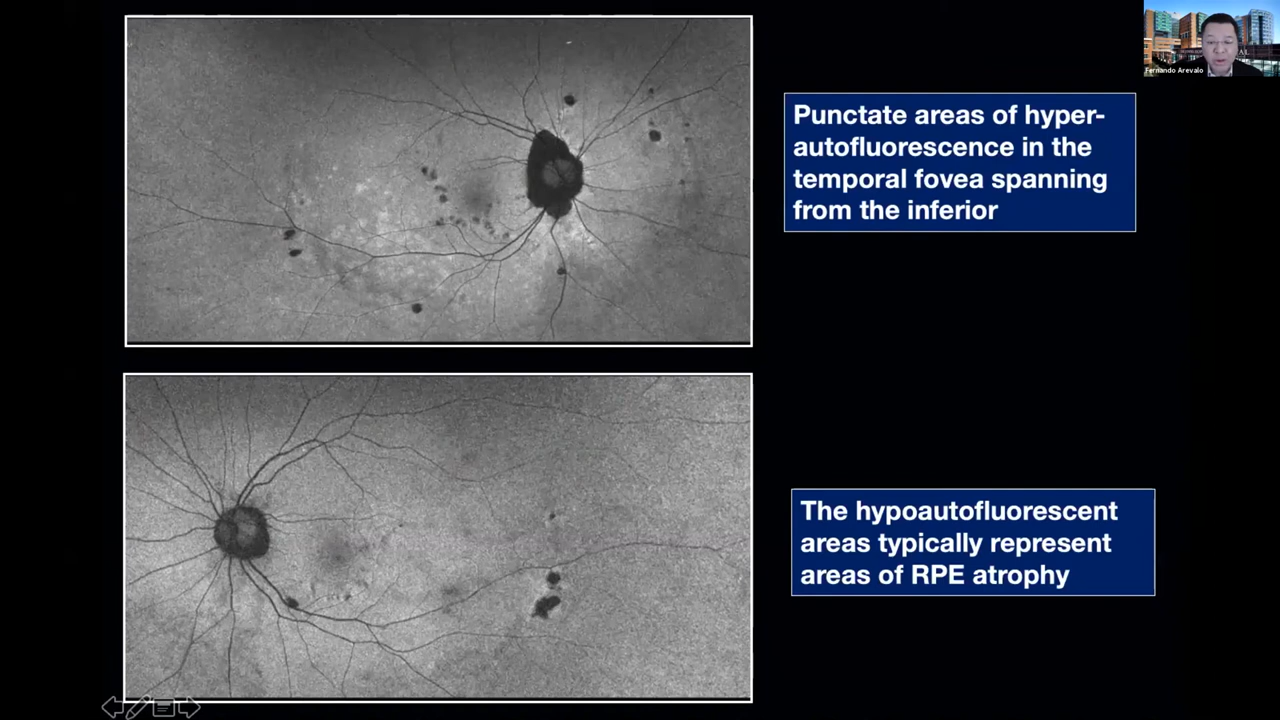 Fernando Arevalo
Punctate areas of hyper-
autofluorescence in the
temporal fovea spanning
from the inferior
The hypoautofluorescent
areas typically represent
areas of RPE atrophy